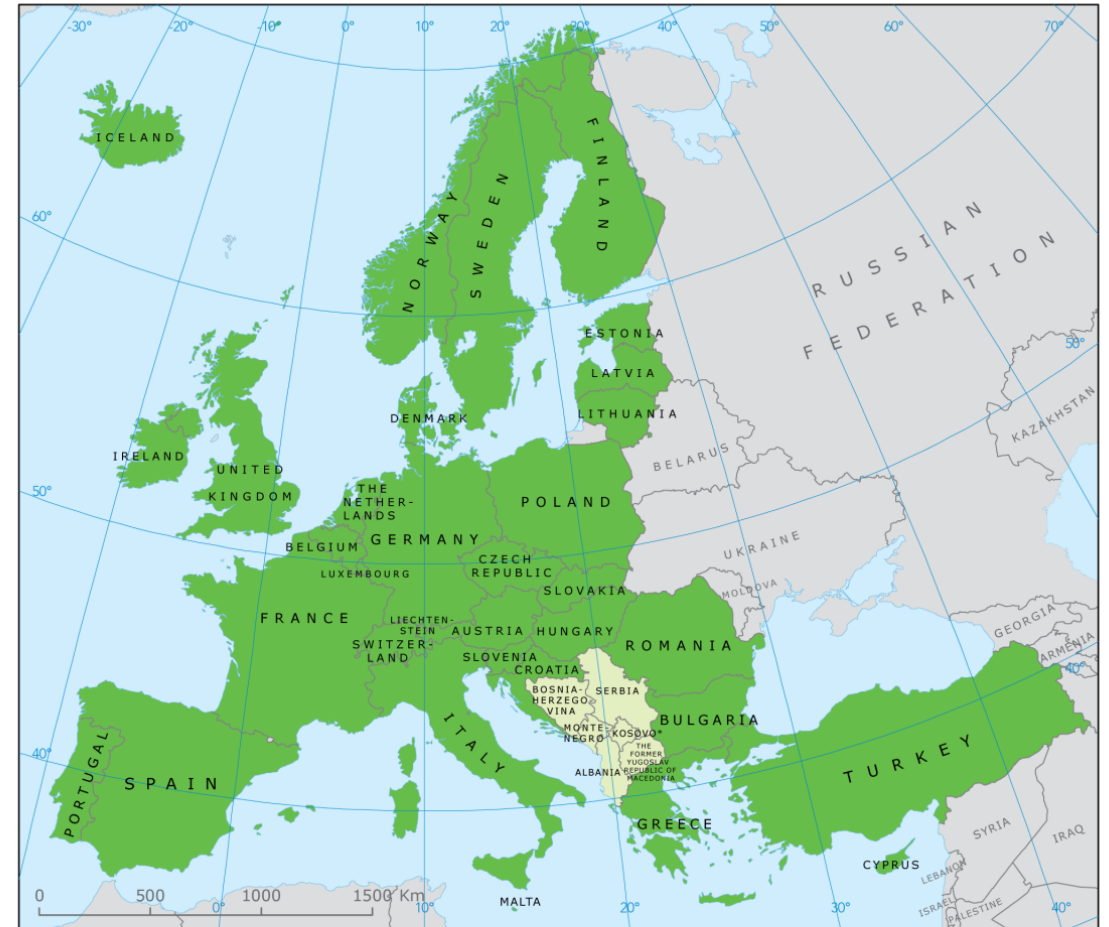 -30°
-20°
-10°
0°
10°
20°
30°
40°
50°
60°
70°
ICELAND
60°
NORWAY
SWEDEN
FINLAND
RUSSIAN
FEDERATION
ESTONIA
50°
LATVIA
LITHUANIA
KAZAKHSTAN
DENMARK
BELARUS
IRELAND
UNITED
KINGDOM
50°
THE
NETHER-
LANDS
POLAND
GERMANY
BELGIUM
UKRAINE
CZECH
REPUBLIC
LUXEMBOURG
SLOVAKIA
MOLDOVA
FRANCE
LIECHTEN-
STEIN
AUSTRIA
HUNGARY
GEORGIA
SWITZER-
LAND
SLOVENIA
ROMANIA
ARMENIA
40°
CROATIA
BOSNIA-
HERZEGO-
VINA
SERBIA
ITALY
MONTE-
NEGRO
KOSOVO*
BULGARIA
THE
FORMER
YUGOSLAV
REPUBLIC OF
MACEDONIA
ALBANIA
40°
PORTUGAL
SPAIN
TURKEY
GREECE
SYRIA
IRAQ
CYPRUS
LEBANON
ISRAEL
PALESTINE
MALTA
0
500
1000
1500 Km
0°
10°
20°
30°
40°